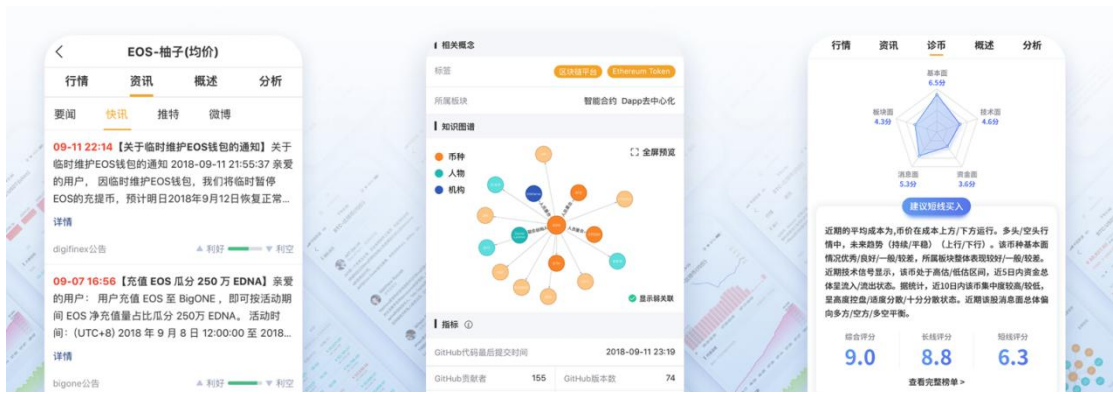 EOS-柚子(均价)
行情 资讯 概述 分析
要闻 快讯 推特 微博
09-11 22:14【关于临时维护EOS钱包的通知】关于
临时维护EOS钱包的通知 2018-09-11 21:55:37 亲爱
的用户， 因临时维护EOS钱包，我们将临时暂停
EOS的充提币，预计明日2018年9月12日恢复正常...
详情
digifinex公告 利好 利空
09-07 16:56【充值 EOS 瓜分 250 万 EDNA】亲爱
的用户： 用户充值 EOS 至 BigONE ，即可按活动期
间 EOS 净充值量占比瓜分 250万 EDNA。 活动时
间：（UTC+8) 2018 年 9 月 8 日 12:00:00 至 2018...
详情
bigone公告 利好 利空
相关概念
标签 区块链平台 Ethereum Token
所属板块 智能合约 Dapp去中心化
知识图谱
币种
人物
机构
全屏预览
显示弱关联
指标
GitHub代码最后提交时间 2018-09-11 23:19
GitHub贡献者 155 GitHub版本数 74
行情 资讯 诊币 概述 分析
基本面
6.5分
板块面
4.3分
技术面
4.6分
消息面
5.3分
资金面
3.6分
建议短线买入
近期的平均成本为,币价在成本上方/下方运行。多头/空头行
情中，未来趋势（持续/平稳）（上行/下行）。该币种基本面
情况优秀/良好/一般/较差，所属板块整体表现较好/一般/较差。
近期技术信号显示，该币处于高估/低估区间，近5日内资金总
体呈流入/流出状态。据统计，近10日内该币集中度较高/较低，
呈高度控盘/适度分散/十分分散状态。近期该股消息面总体偏
向多方/空方/多空平衡。
综合评分 长线评分 短线评分
9.0 8.8 6.3
查看完整榜单 >